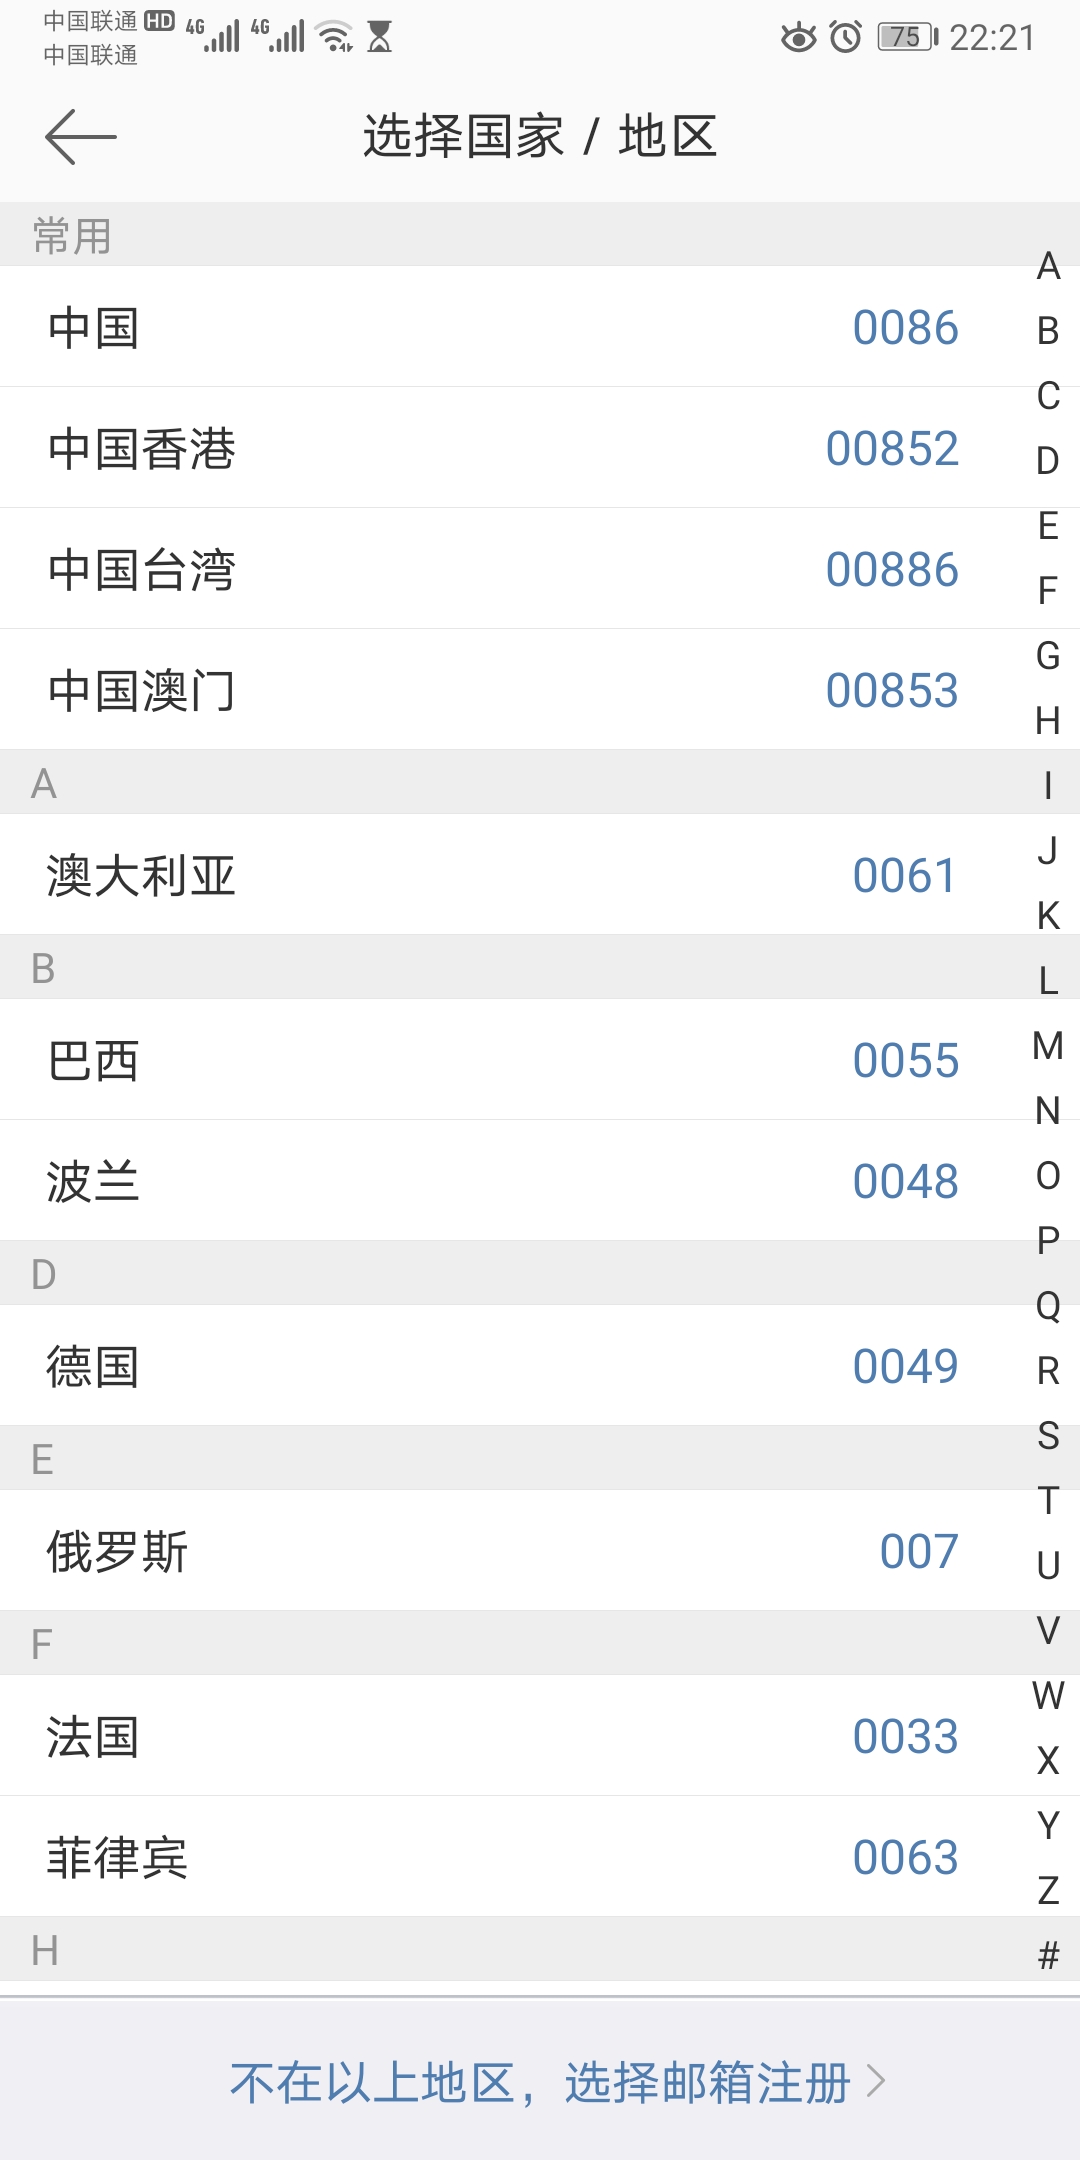 中国联通 HD 4G 4G 75 22:21
中国联通
选择国家 / 地区
常用
中国 0086
中国香港 00852
中国台湾 00886
中国澳门 00853
A
澳大利亚 0061
B
巴西 0055
波兰 0048
D
德国 0049
E
俄罗斯 007
F
法国 0033
菲律宾 0063
H
A
B
C
D
E
F
G
H
I
J
K
L
M
N
O
P
Q
R
S
T
U
V
W
X
Y
Z
#
不在以上地区，选择邮箱注册